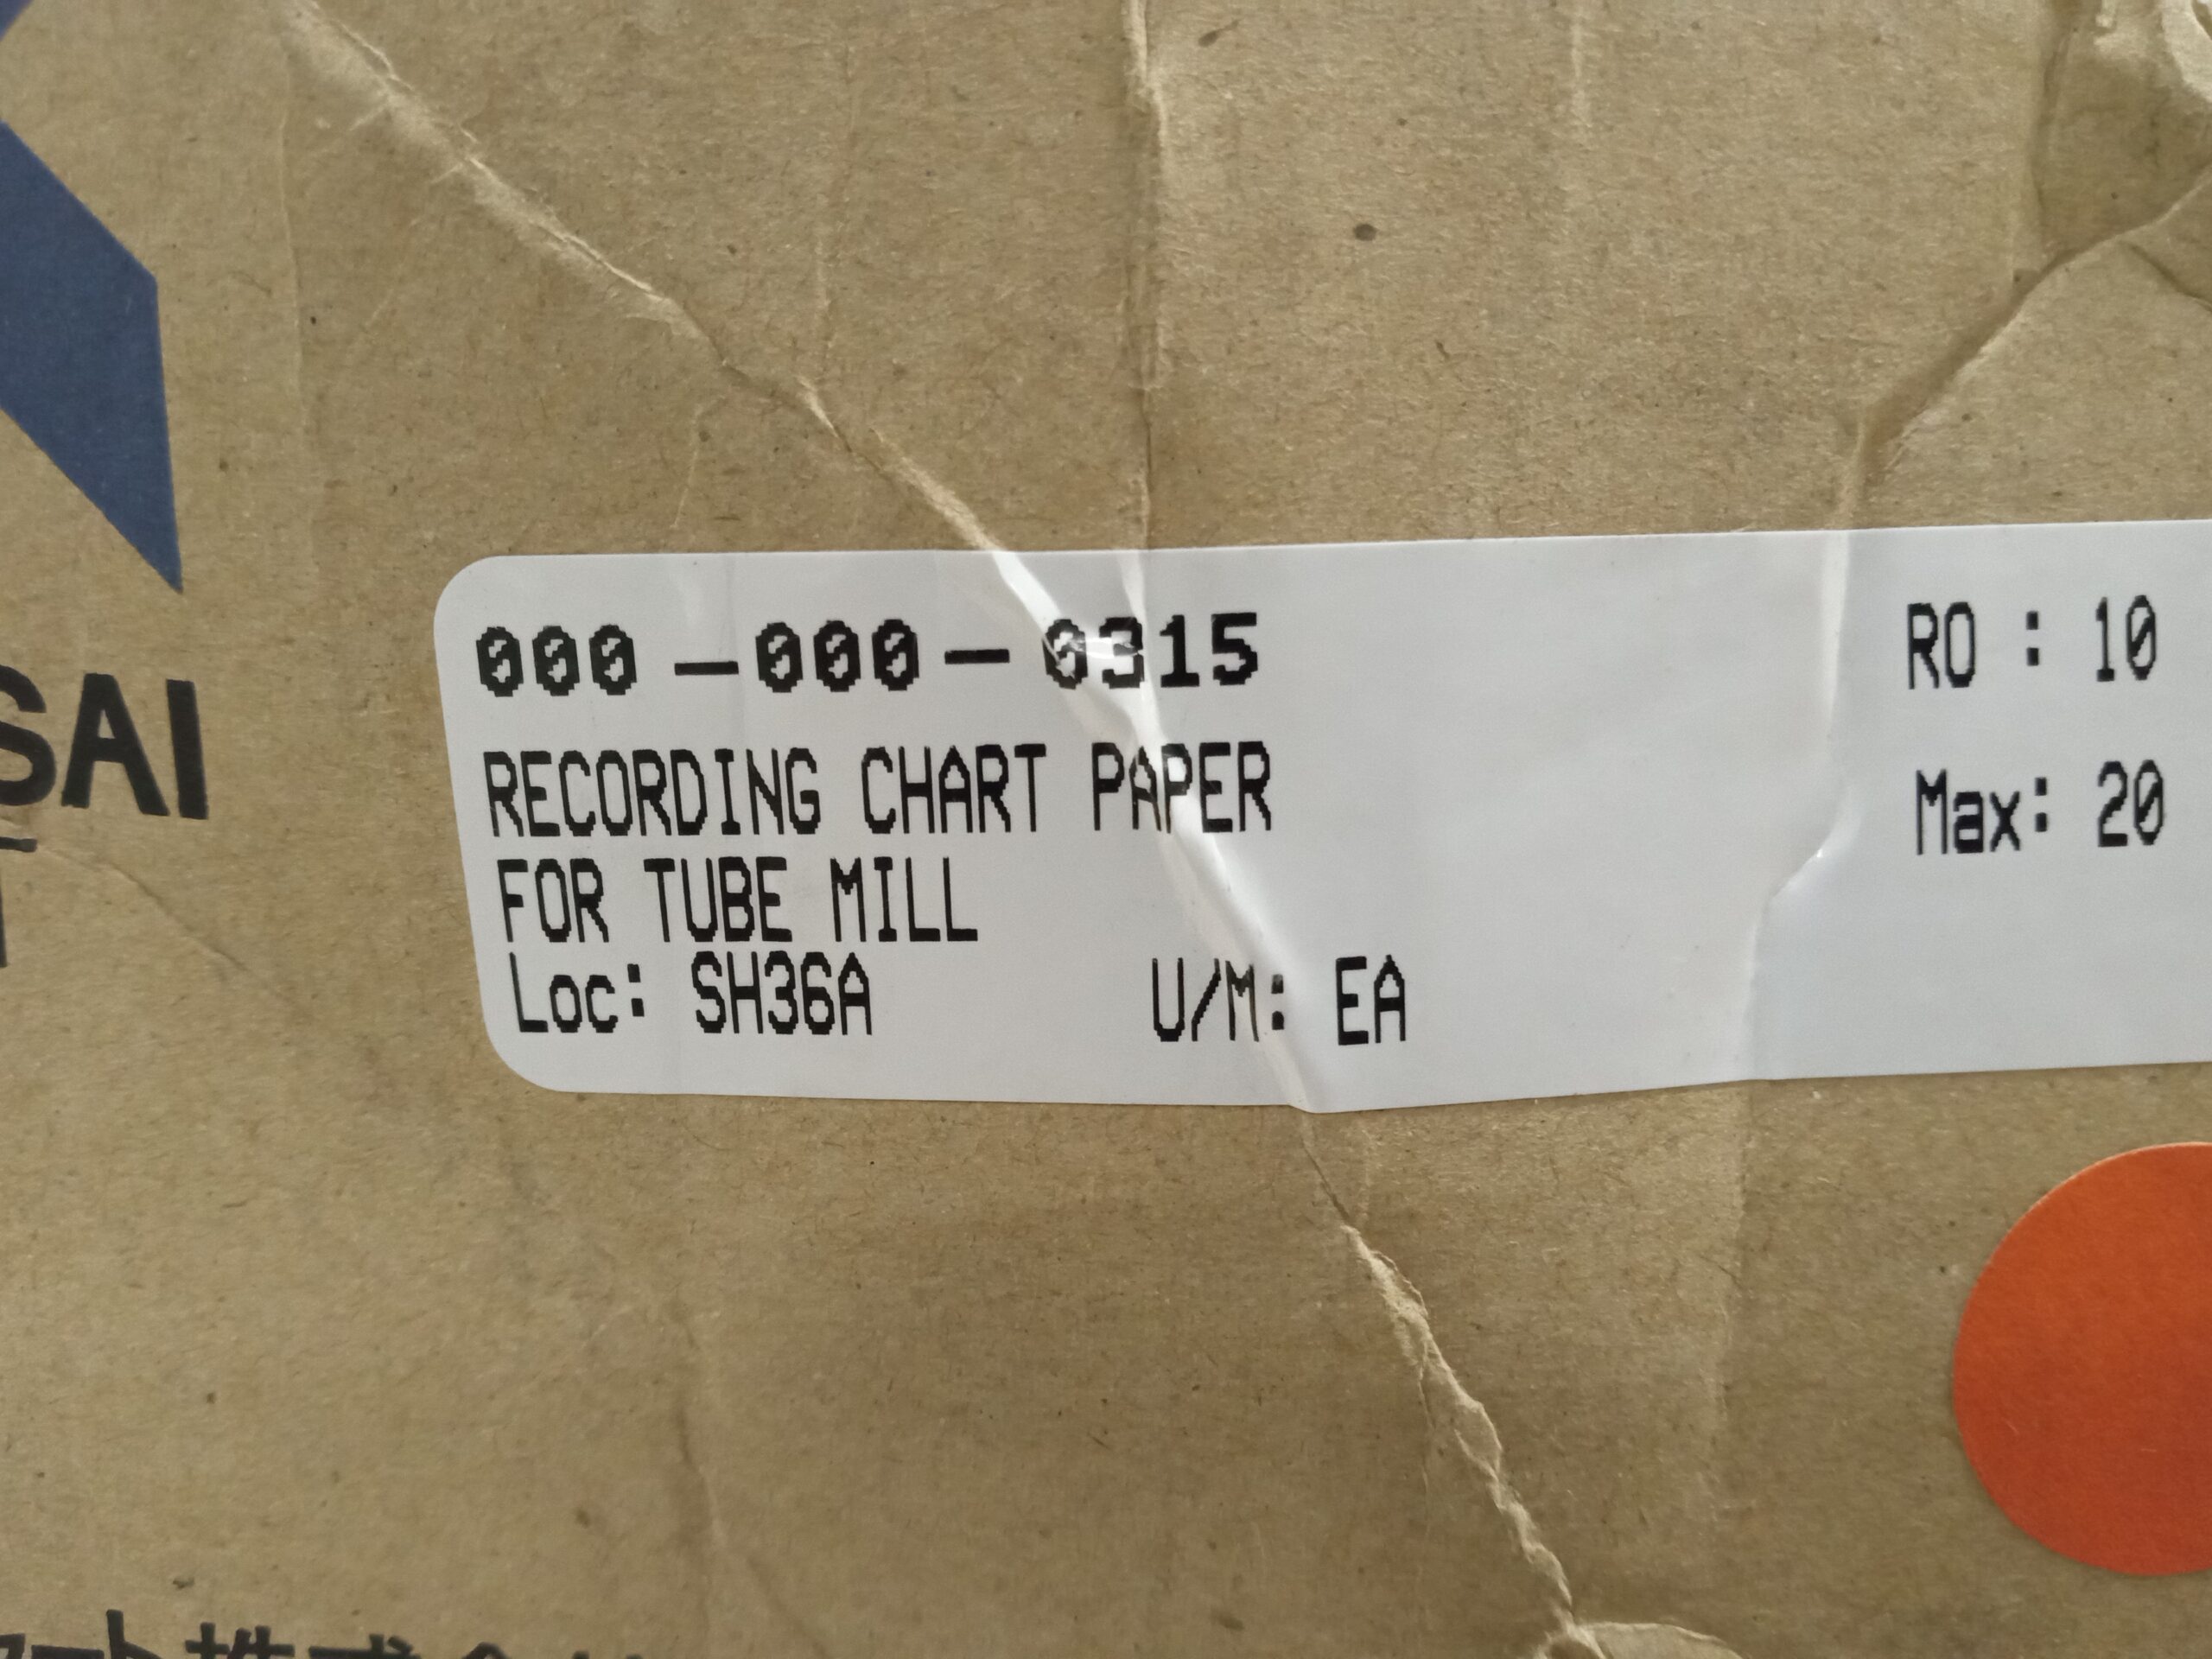 000-000-0315
RO : 10
RECORDING CHART PAPER
Max: 20
FOR TUBE MILL
Loc: SH36A U/M: EA
SAI